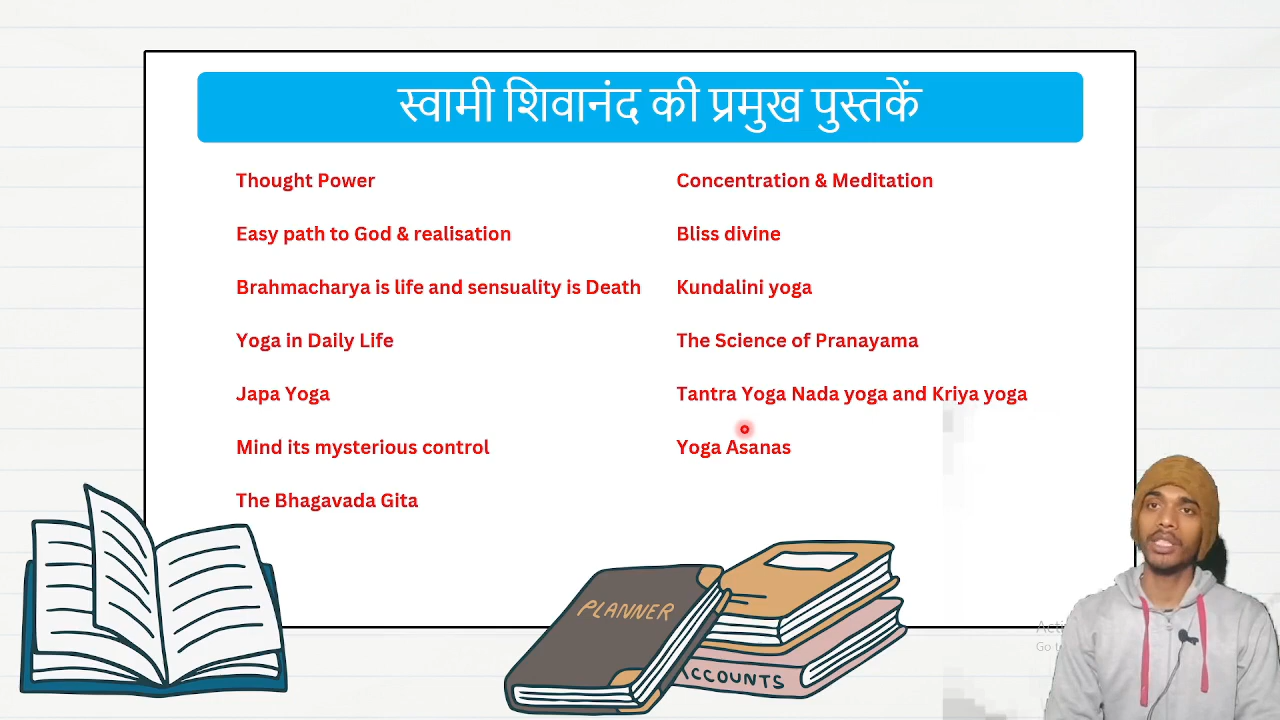 स्वामी शिवानंद की प्रमुख पुस्तकें
Thought Power
Easy path to God & realisation
Brahmacharya is life and sensuality is Death
Yoga in Daily Life
Japa Yoga
Mind its mysterious control
The Bhagavada Gita
Concentration & Meditation
Bliss divine
Kundalini yoga
The Science of Pranayama
Tantra Yoga Nada yoga and Kriya yoga
Yoga Asanas
PLANNER
ACCOUNTS